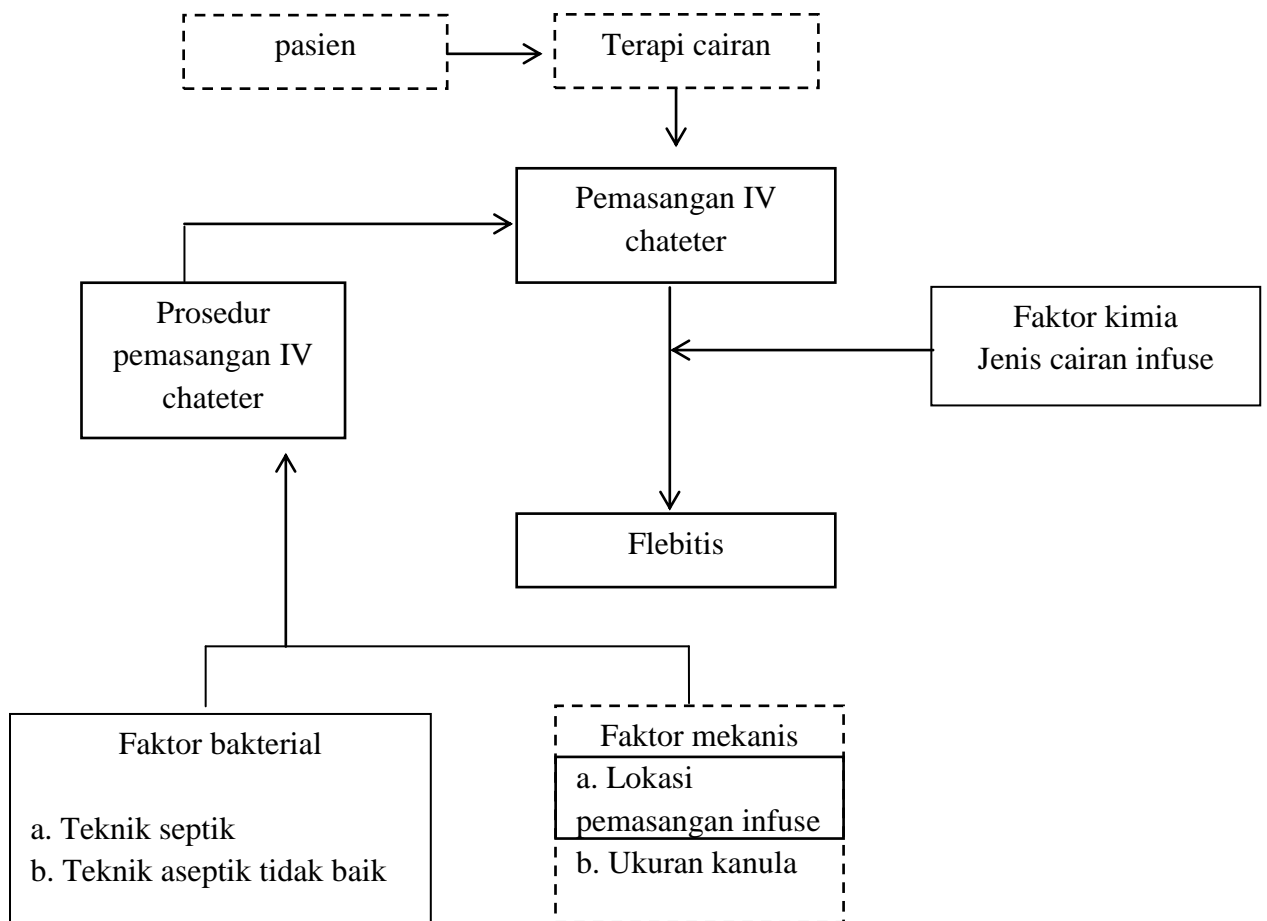 pasien
Terapi cairan
Pemasangan IV
chateter
Prosedur
pemasangan IV
chateter
Faktor kimia
Jenis cairan infuse
Flebitis
Faktor bakterial
a. Teknik septik
b. Teknik aseptik tidak baik
Faktor mekanis
a. Lokasi
pemasangan infuse
b. Ukuran kanula